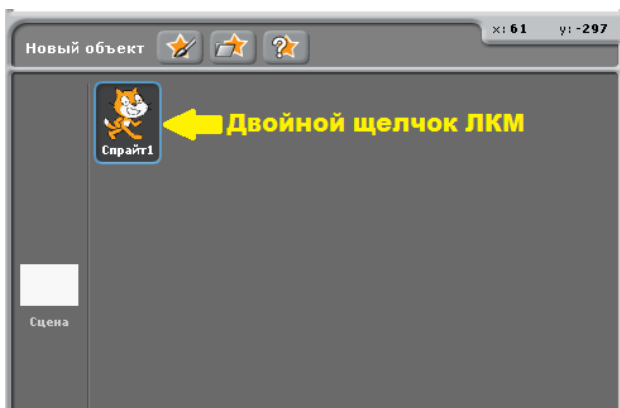 x: 61 y: -297
Новый объект
Двойной щелчок ЛКМ
Спрайт1
Сцена